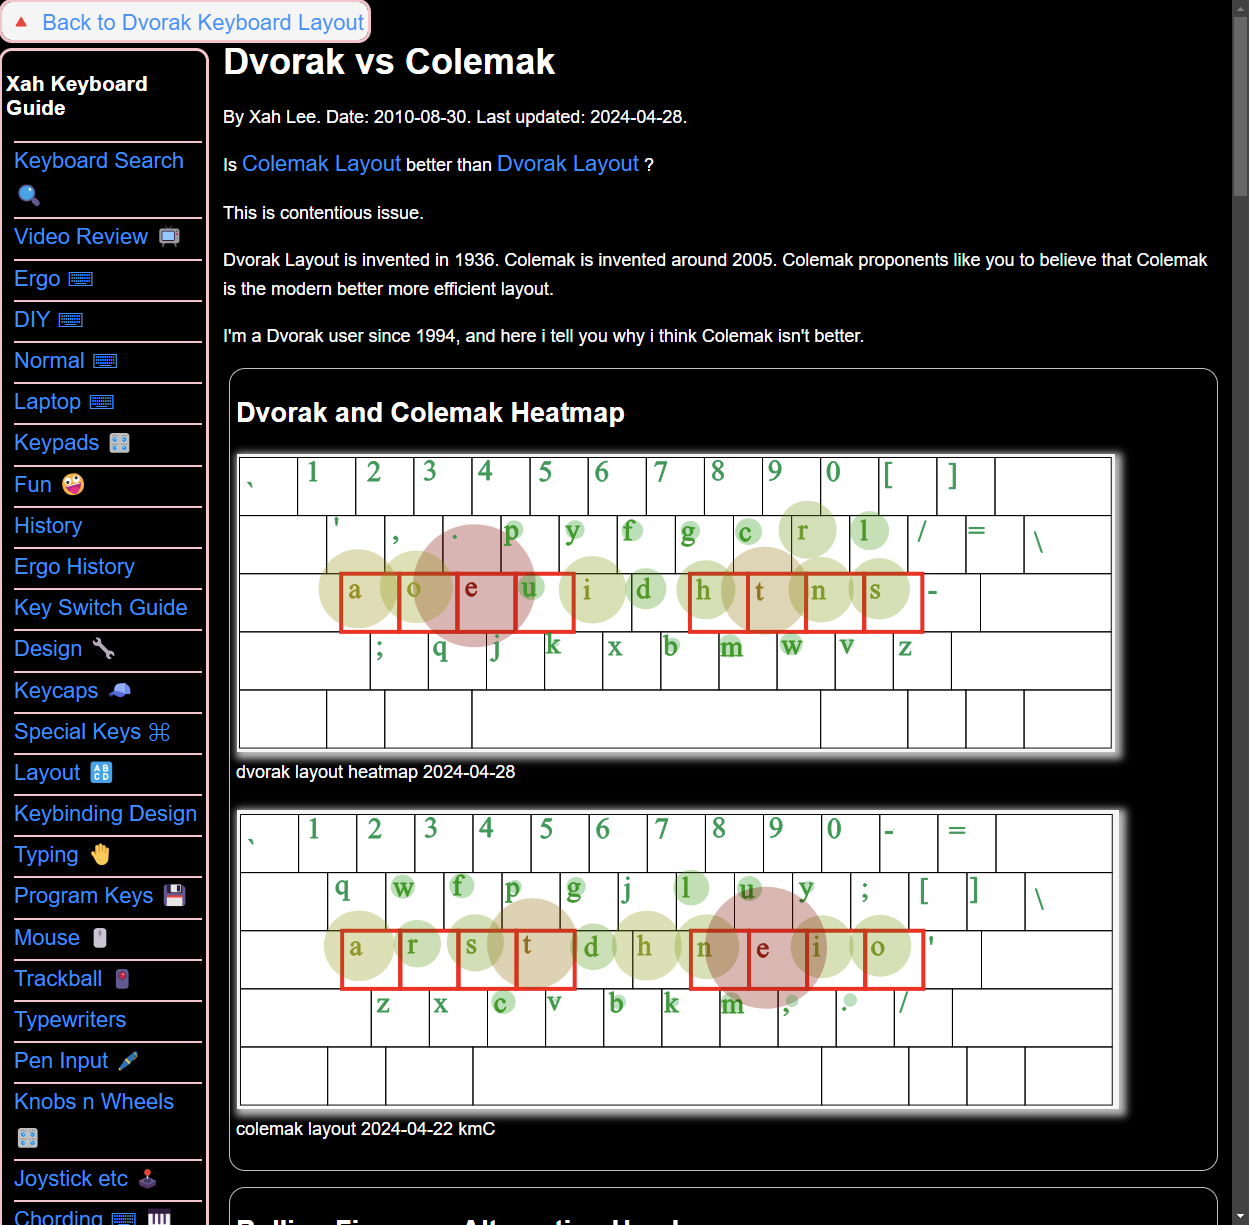 🔺 Back to Dvorak Keyboard Layout
Xah Keyboard
Guide
Keyboard Search
🔍
Video Review 📺
Ergo ⌨
DIY ⌨
Normal ⌨
Laptop ⌨
Keypads 🎛
Fun 🤪
History
Ergo History
Key Switch Guide
Design 🔧
Keycaps 🧢
Special Keys ⌘
Layout 🔠
Keybinding Design
Typing 🤚
Program Keys 💾
Mouse 🖱
Trackball 🖲
Typewriters
Pen Input 🖋
Knobs n Wheels
🎛
Joystick etc 🕹
Chording ⌨ 🎹
Dvorak vs Colemak
By Xah Lee. Date: 2010-08-30. Last updated: 2024-04-28.
Is Colemak Layout better than Dvorak Layout ?
This is contentious issue.
Dvorak Layout is invented in 1936. Colemak is invented around 2005. Colemak proponents like you to believe that Colemak
is the modern better more efficient layout.
I'm a Dvorak user since 1994, and here i tell you why i think Colemak isn't better.
Dvorak and Colemak Heatmap
` 1 2 3 4 5 6 7 8 9 0 [ ]
' , . p y f g c r l / = \
a o e u i d h t n s -
; q j k x b m w v z
dvorak layout heatmap 2024-04-28
` 1 2 3 4 5 6 7 8 9 0 - =
q w f p g j l u y ; [ ] \
a r s t d h n e i o '
z x c v b k m , . /
colemak layout 2024-04-22 kmC